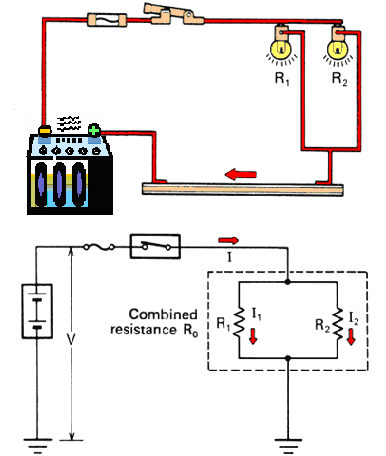 R1
R2
I
V
Combined
resistance Ro
R1
I1
R2
I2